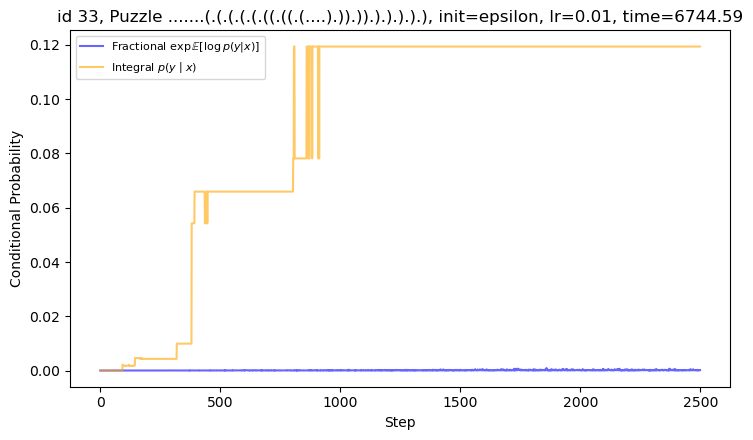 id 33, Puzzle .......(.(.(.(.(.((.((.(....).)).)).).).).).).), init=epsilon, lr=0.01, time=6744.59
Fractional exp𝔼[log p(y|x)]
Integral p(y | x)
0.12
0.10
0.08
0.06
0.04
0.02
0.00
Conditional Probability
0
500
1000
1500
2000
2500
Step